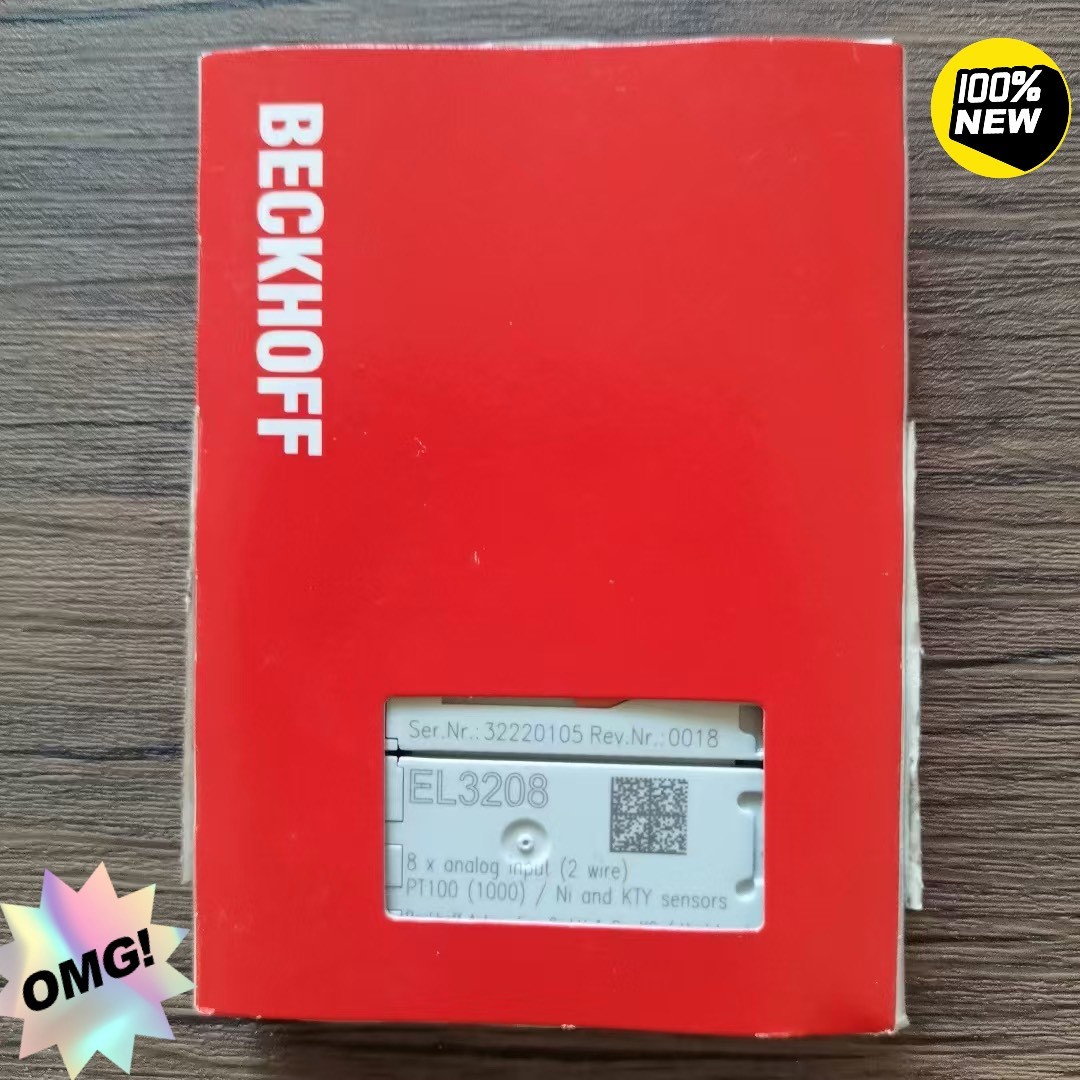 100%
NEW
BECKHOFF
Ser.Nr.: 32220105 Rev.Nr.: 0018
EL3208
8 x analog input (2 wire)
PT100 (1000) / Ni and KTY sensors
OMG!